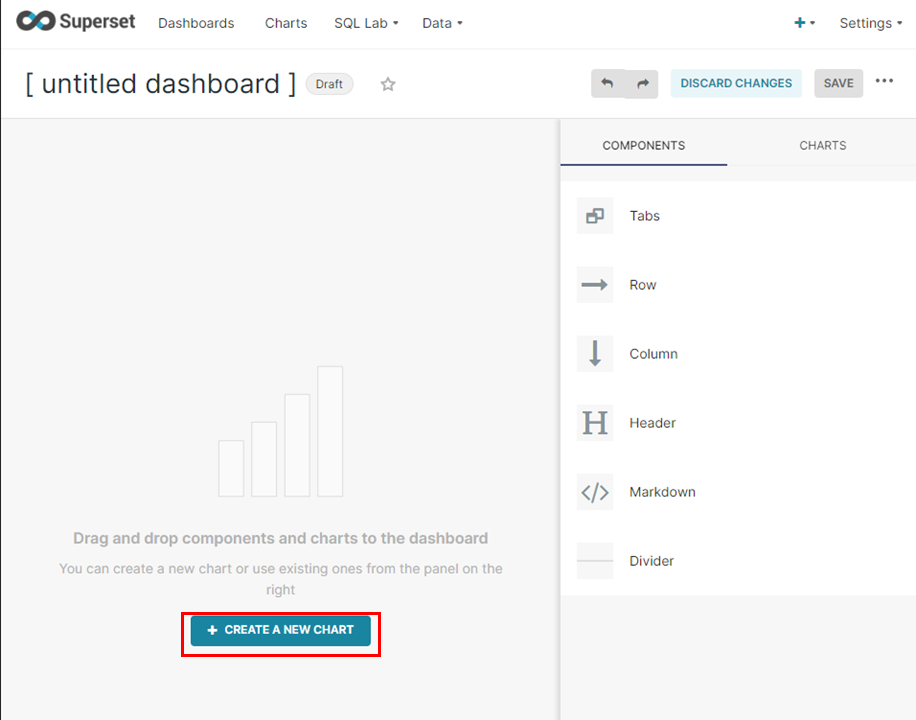 Superset Dashboards Charts SQL Lab Data + Settings
[ untitled dashboard ] Draft DISCARD CHANGES SAVE •••
COMPONENTS CHARTS
Tabs
Row
Column
H Header
</> Markdown
Divider
Drag and drop components and charts to the dashboard
You can create a new chart or use existing ones from the panel on the
right
+ CREATE A NEW CHART